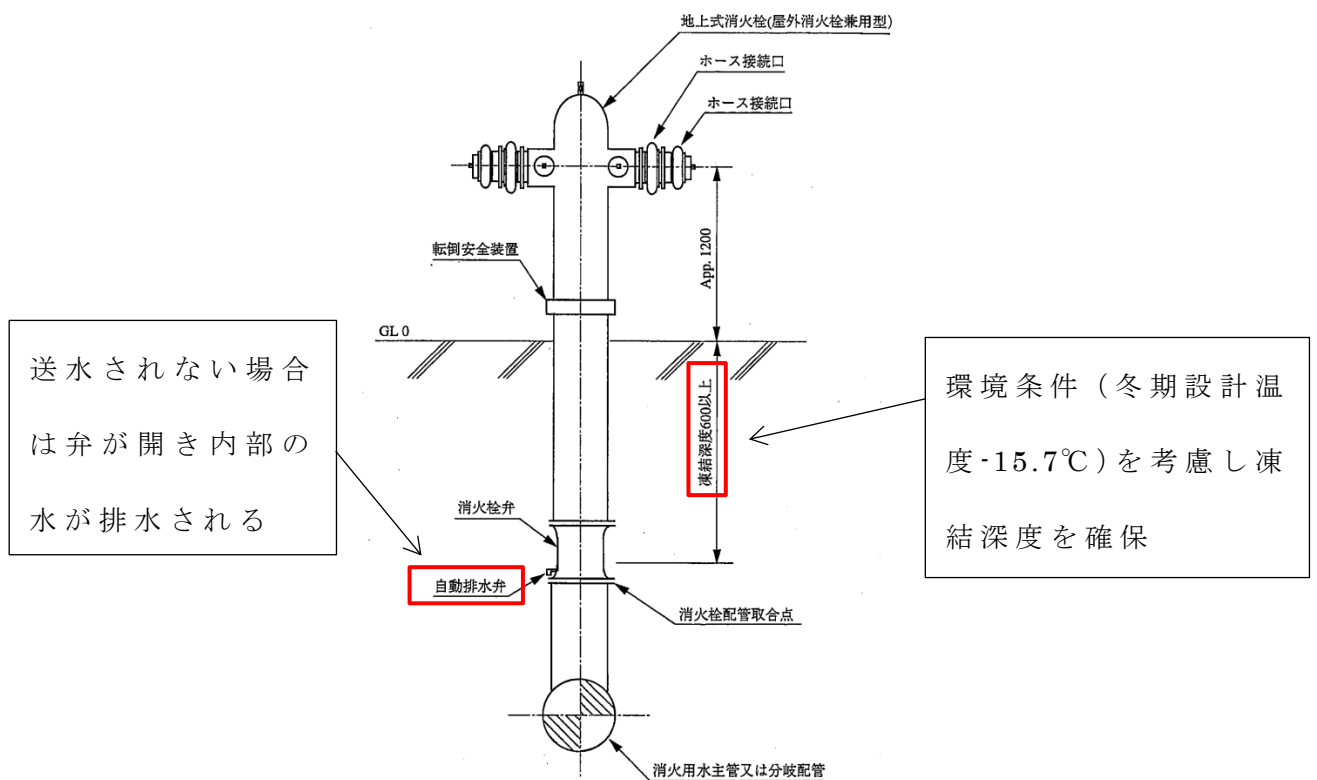 地上式消火栓(屋外消火栓兼用型)
ホース接続口
ホース接続口
転倒安全装置
App. 1200
GL 0
送水されない場合
は弁が開き内部の
水が排水される
凍結深度600以上
環境条件（冬期設計温
度-15.7℃）を考慮し凍
結深度を確保
消火栓弁
自動排水弁
消火栓配管取合点
消火用水主管又は分岐配管